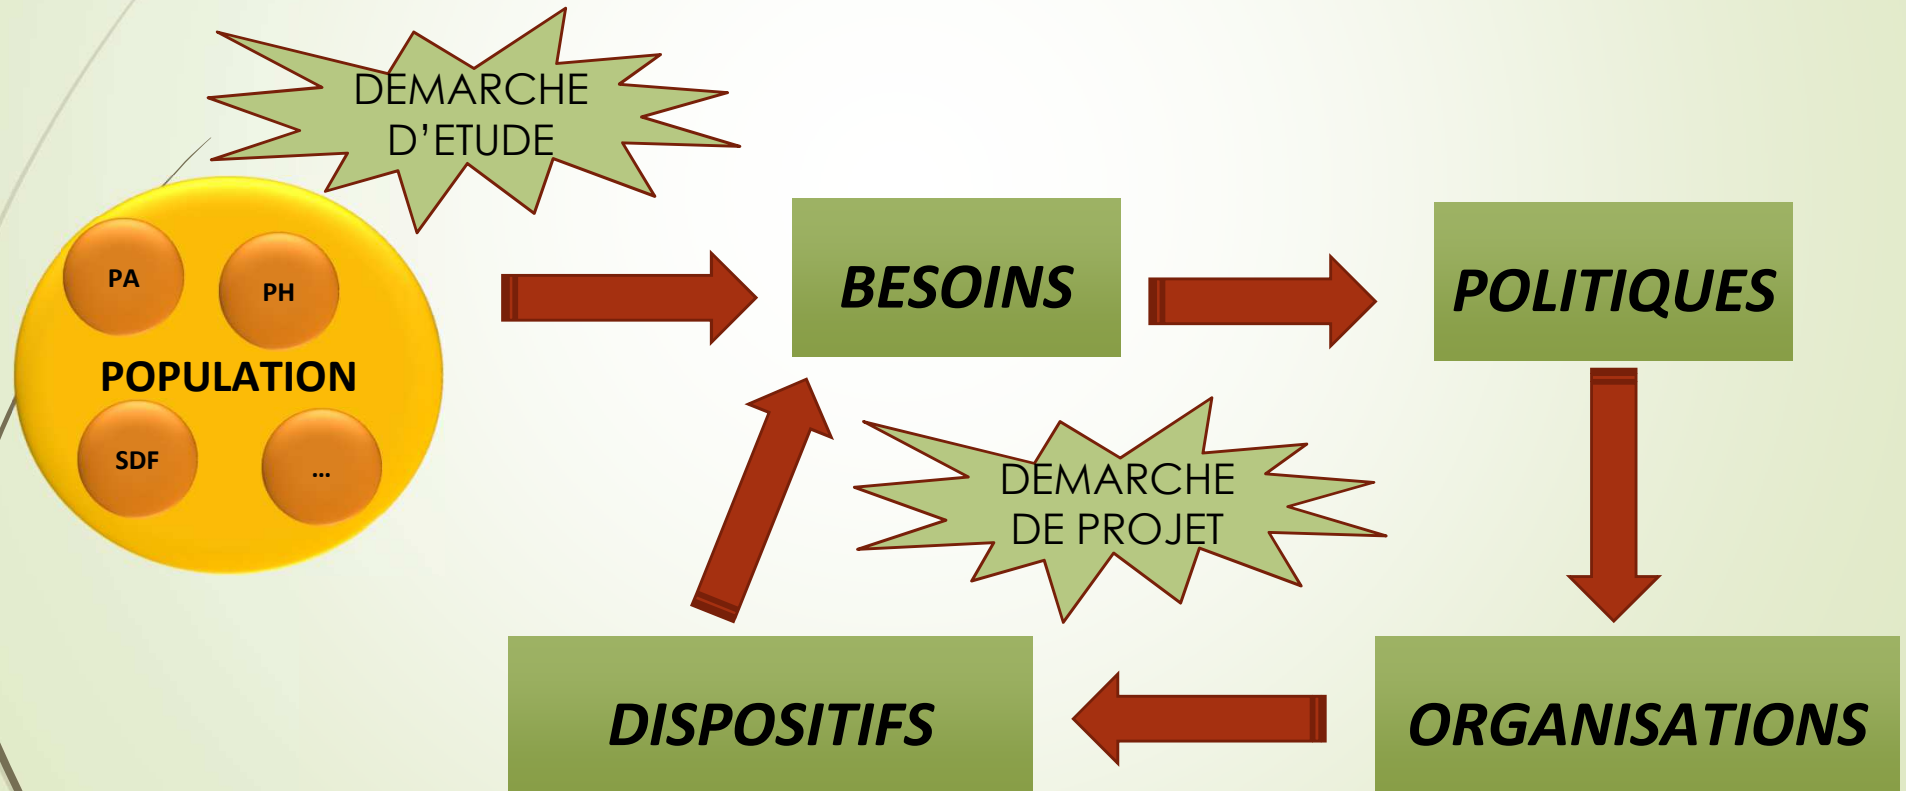 DEMARCHE
D’ETUDE
PA
PH
POPULATION
SDF
...
BESOINS
POLITIQUES
DEMARCHE
DE PROJET
DISPOSITIFS
ORGANISATIONS